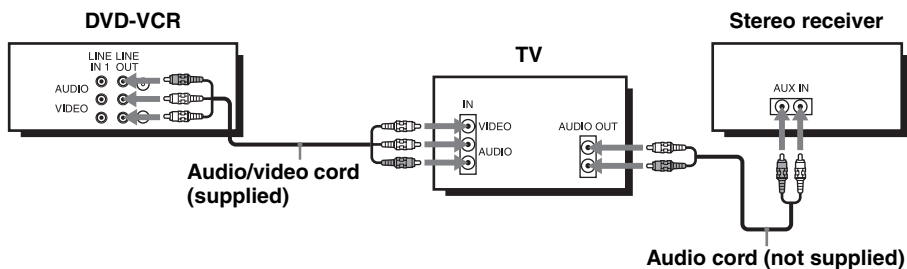 DVD-VCR
LINE LINE
IN 1 OUT
AUDIO
VIDEO
Audio/video cord
(supplied)
TV
IN
VIDEO
AUDIO
AUDIO OUT
Stereo receiver
AUX IN
Audio cord (not supplied)